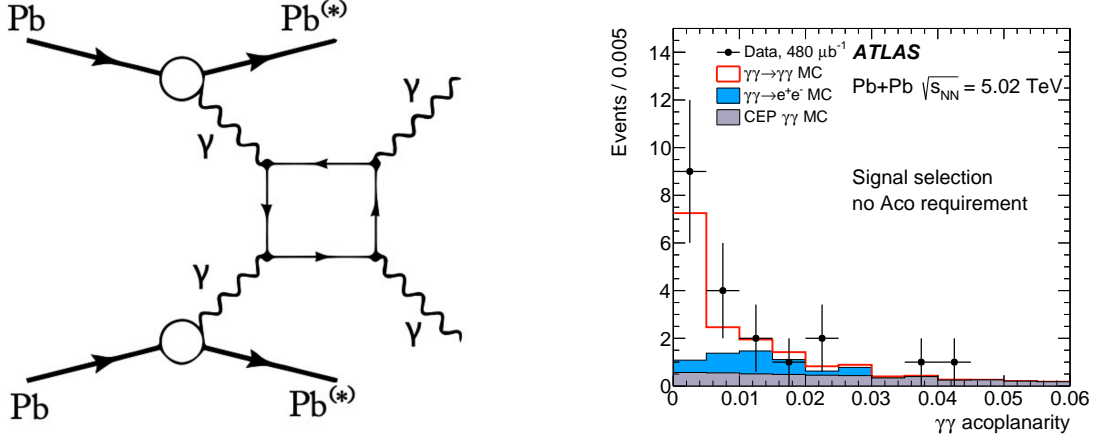 Pb
Pb(*)
γ
γ
γ
γ
Pb
Pb(*)
Events / 0.005
14
12
10
8
6
4
2
0
Data, 480 μb⁻¹
γγ→γγ MC
γγ→e⁺e⁻ MC
CEP γγ MC
ATLAS
Pb+Pb √sNN = 5.02 TeV
Signal selection
no Aco requirement
0 0.01 0.02 0.03 0.04 0.05 0.06
γγ acoplanarity